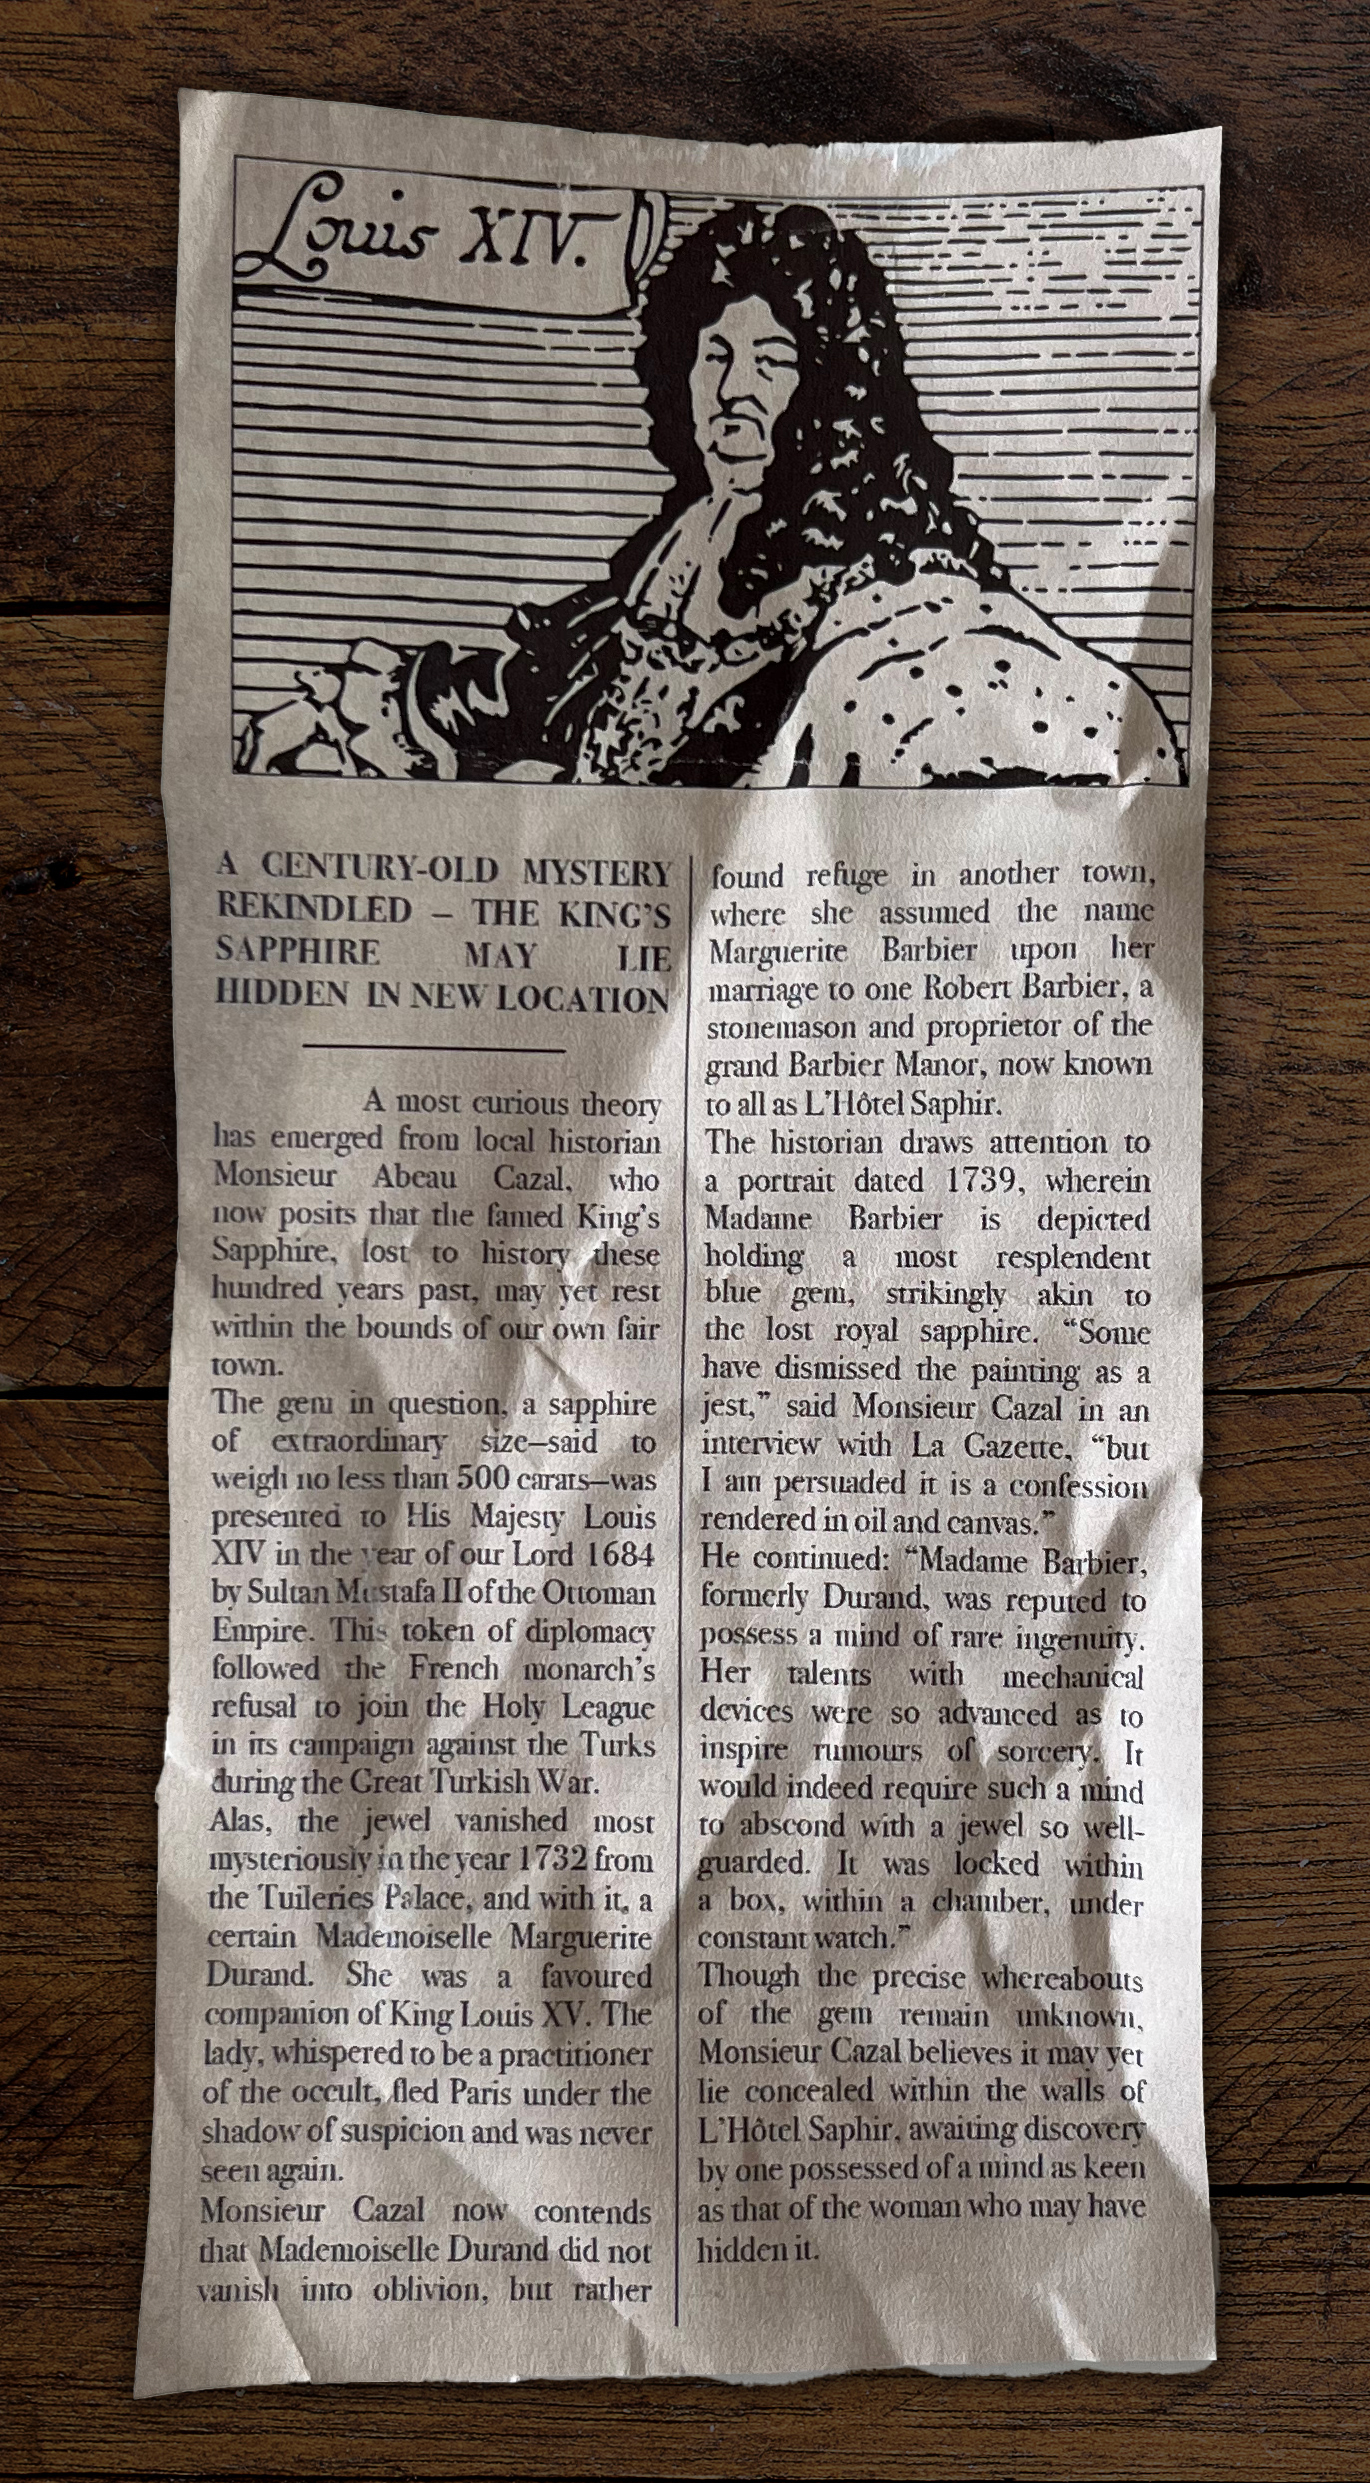 Louis XIV.
A CENTURY-OLD MYSTERY
REKINDLED – THE KING'S
SAPPHIRE MAY LIE
HIDDEN IN NEW LOCATION
A most curious theory
has emerged from local historian
Monsieur Abeau Cazal, who
now posits that the famed King's
Sapphire, lost to history these
hundred years past, may yet rest
within the bounds of our own fair
town.
The gem in question, a sapphire
of extraordinary size—said to
weigh no less than 500 carats—was
presented to His Majesty Louis
XIV in the year of our Lord 1684
by Sultan Mustafa II of the Ottoman
Empire. This token of diplomacy
followed the French monarch's
refusal to join the Holy League
in its campaign against the Turks
during the Great Turkish War.
Alas, the jewel vanished most
mysteriously in the year 1732 from
the Tuileries Palace, and with it, a
certain Mademoiselle Marguerite
Durand. She was a favoured
companion of King Louis XV. The
lady, whispered to be a practitioner
of the occult, fled Paris under the
shadow of suspicion and was never
seen again.
Monsieur Cazal now contends
that Mademoiselle Durand did not
vanish into oblivion, but rather
found refuge in another town,
where she assumed the name
Marguerite Barbier upon her
marriage to one Robert Barbier, a
stonemason and proprietor of the
grand Barbier Manor, now known
to all as L'Hôtel Saphir.
The historian draws attention to
a portrait dated 1739, wherein
Madame Barbier is depicted
holding a most resplendent
blue gem, strikingly akin to
the lost royal sapphire. “Some
have dismissed the painting as a
jest,” said Monsieur Cazal in an
interview with La Gazette, “but
I am persuaded it is a confession
rendered in oil and canvas.”
He continued: “Madame Barbier,
formerly Durand, was reputed to
possess a mind of rare ingenuity.
Her talents with mechanical
devices were so advanced as to
inspire rumours of sorcery. It
would indeed require such a mind
to abscond with a jewel so well-
guarded. It was locked within
a box, within a chamber, under
constant watch.”
Though the precise whereabouts
of the gem remain unknown,
Monsieur Cazal believes it may yet
lie concealed within the walls of
L'Hôtel Saphir, awaiting discovery
by one possessed of a mind as keen
as that of the woman who may have
hidden it.